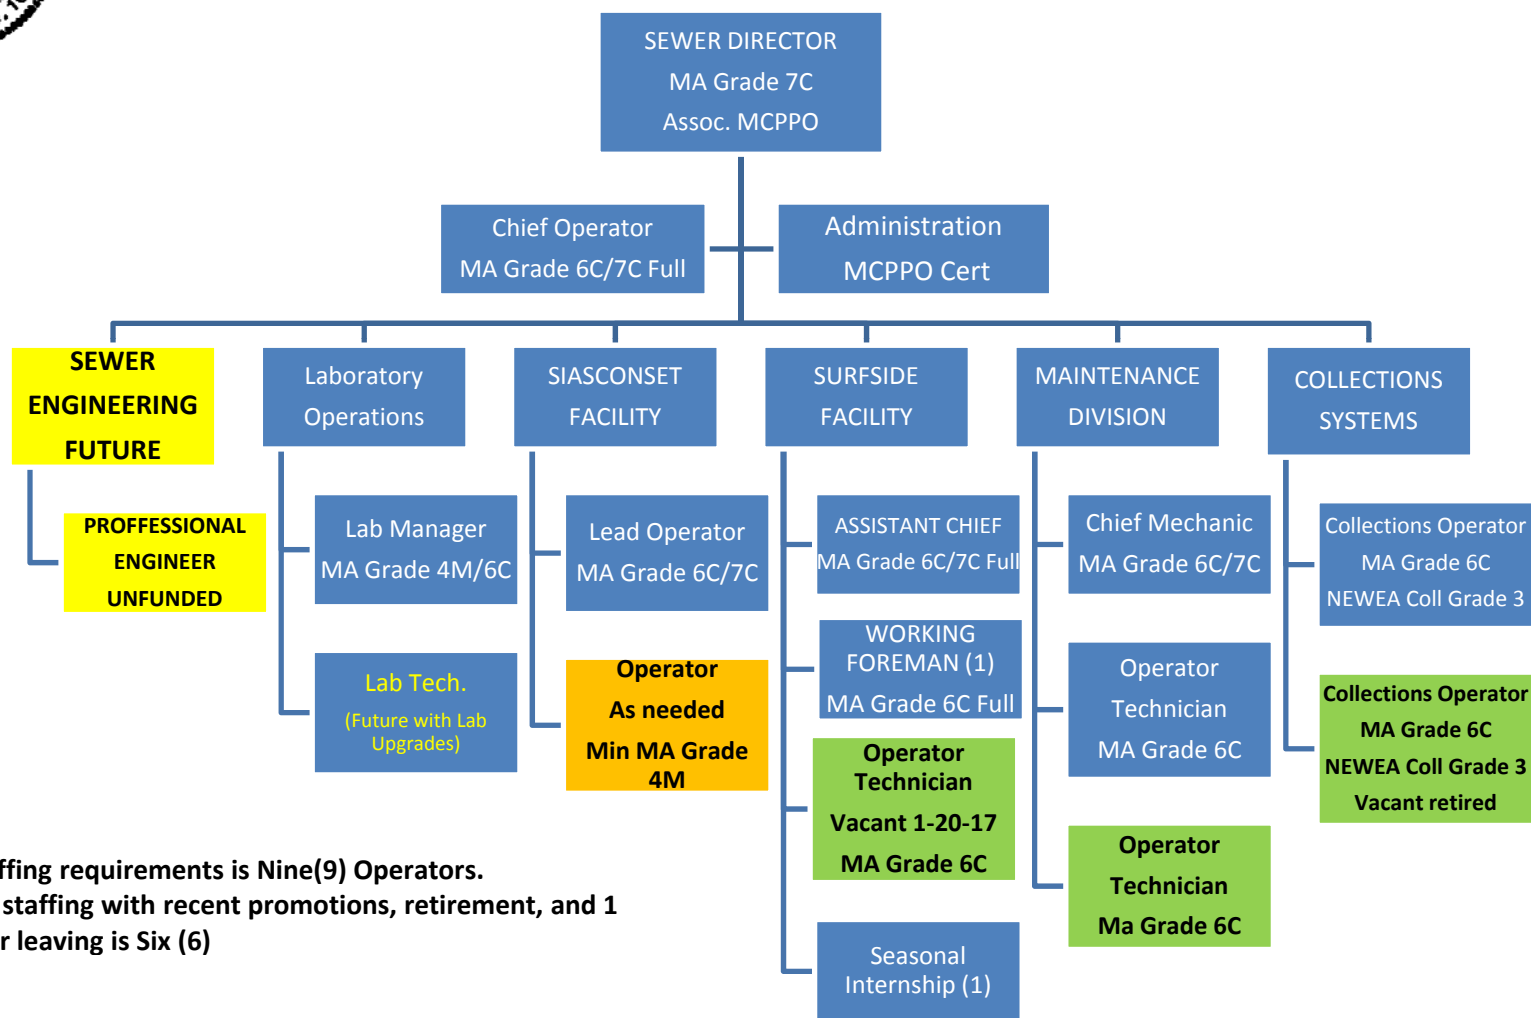 SEWER DIRECTOR
MA Grade 7C
Assoc. MCPPO
Chief Operator
MA Grade 6C/7C Full
Administration
MCPPO Cert
SEWER
ENGINEERING
FUTURE
PROFFESSIONAL
ENGINEER
UNFUNDED
Laboratory
Operations
Lab Manager
MA Grade 4M/6C
Lab Tech.
(Future with Lab
Upgrades)
SIASCONSET
FACILITY
Lead Operator
MA Grade 6C/7C
Operator
As needed
Min MA Grade
4M
SURFSIDE
FACILITY
ASSISTANT CHIEF
MA Grade 6C/7C Full
WORKING
FOREMAN (1)
MA Grade 6C Full
Operator
Technician
Vacant 1-20-17
MA Grade 6C
Seasonal
Internship (1)
MAINTENANCE
DIVISION
Chief Mechanic
MA Grade 6C/7C
Operator
Technician
MA Grade 6C
Operator
Technician
Ma Grade 6C
COLLECTIONS
SYSTEMS
Collections Operator
MA Grade 6C
NEWEA Coll Grade 3
Collections Operator
MA Grade 6C
NEWEA Coll Grade 3
Vacant retired
ffing requirements is Nine(9) Operators.
staffing with recent promotions, retirement, and 1
r leaving is Six (6)